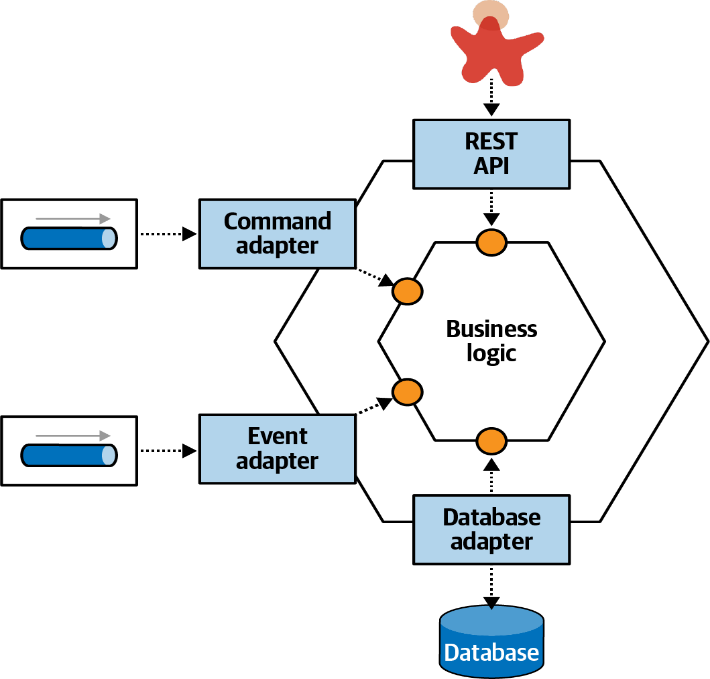 REST
API
Command
adapter
Business
logic
Event
adapter
Database
adapter
Database